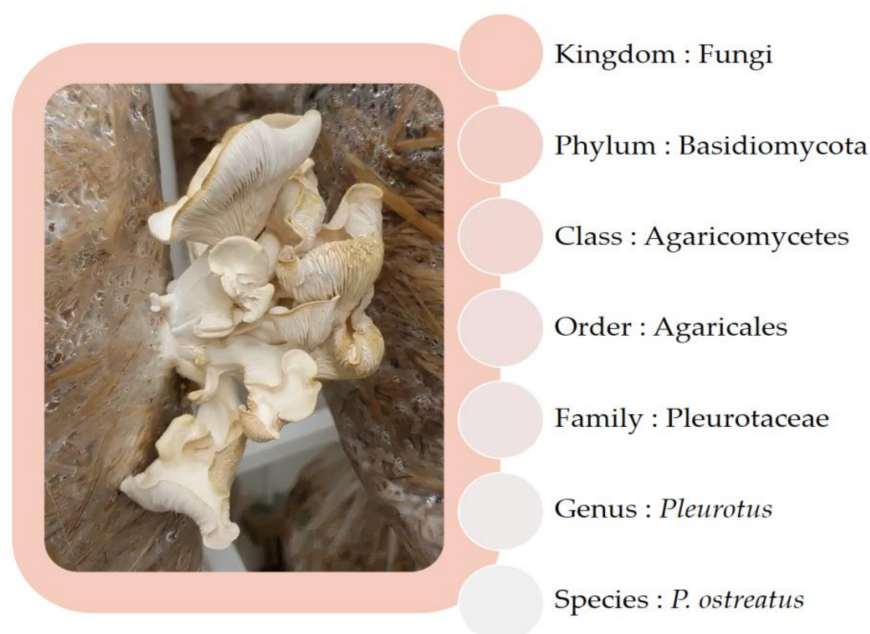 Kingdom : Fungi
Phylum : Basidiomycota
Class : Agaricomycetes
Order : Agaricales
Family : Pleurotaceae
Genus : Pleurotus
Species : P. ostreatus